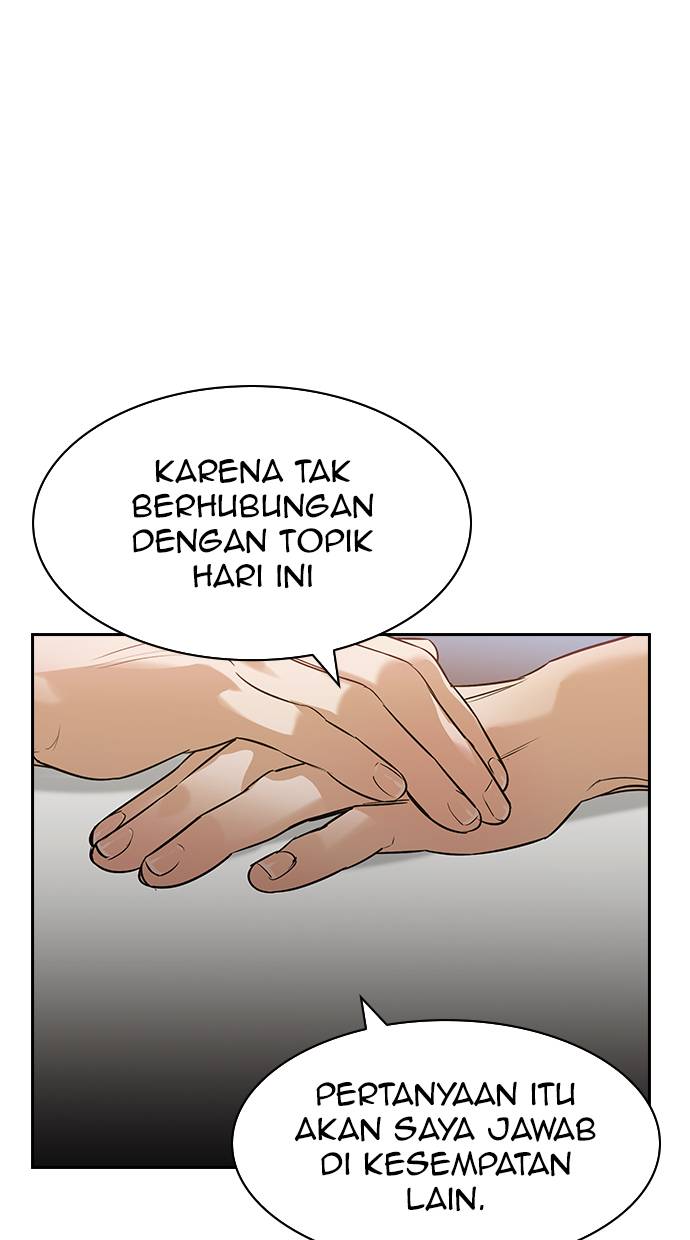 KARENA TAK
BERHUBUNGAN
DENGAN TOPIK
HARI INI
PERTANYAAN ITU
AKAN SAYA JAWAB
DI KESEMPATAN
LAIN.